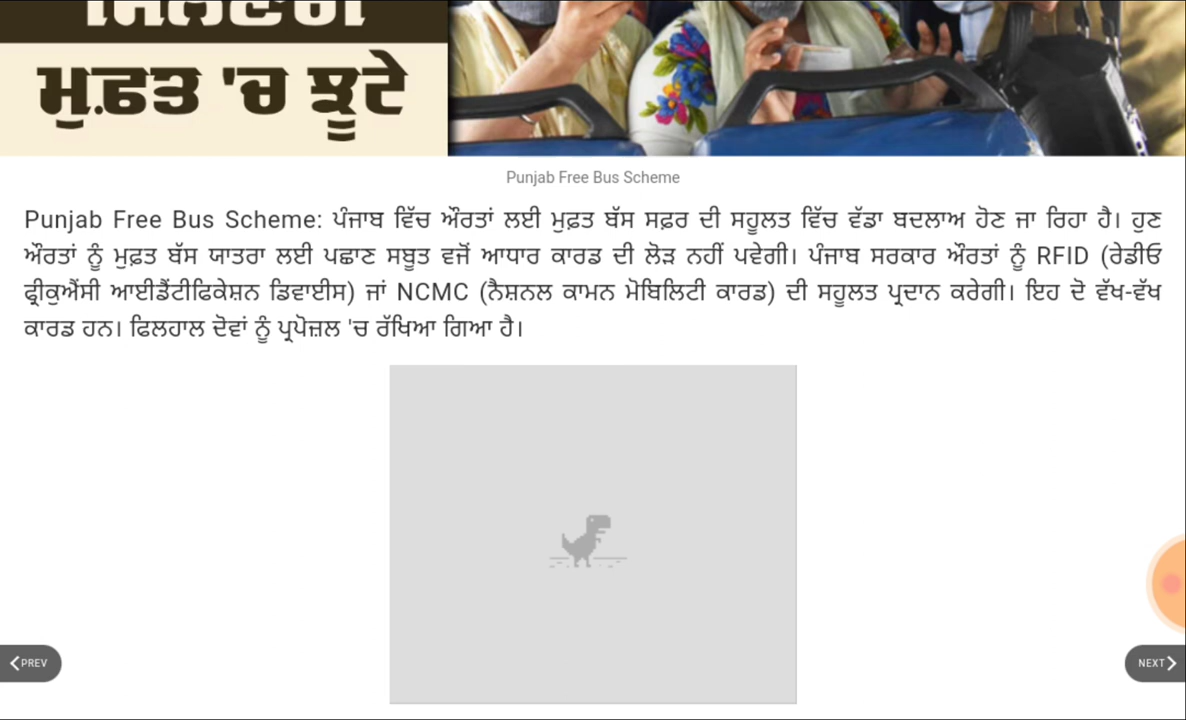 ਮੁਫ਼ਤ 'ਚ ਝੂਟੇ
Punjab Free Bus Scheme
Punjab Free Bus Scheme: ਪੰਜਾਬ ਵਿੱਚ ਔਰਤਾਂ ਲਈ ਮੁਫ਼ਤ ਬੱਸ ਸਫ਼ਰ ਦੀ ਸਹੂਲਤ ਵਿੱਚ ਵੱਡਾ ਬਦਲਾਅ ਹੋਣ ਜਾ ਰਿਹਾ ਹੈ। ਹੁਣ
ਔਰਤਾਂ ਨੂੰ ਮੁਫ਼ਤ ਬੱਸ ਯਾਤਰਾ ਲਈ ਪਛਾਣ ਸਬੂਤ ਵਜੋਂ ਆਧਾਰ ਕਾਰਡ ਦੀ ਲੋੜ ਨਹੀਂ ਪਵੇਗੀ। ਪੰਜਾਬ ਸਰਕਾਰ ਔਰਤਾਂ ਨੂੰ RFID (ਰੇਡੀਓ
ਫ੍ਰੀਕੁਐਂਸੀ ਆਈਡੈਂਟੀਫਿਕੇਸ਼ਨ ਡਿਵਾਈਸ) ਜਾਂ NCMC (ਨੈਸ਼ਨਲ ਕਾਮਨ ਮੋਬਿਲਿਟੀ ਕਾਰਡ) ਦੀ ਸਹੂਲਤ ਪ੍ਰਦਾਨ ਕਰੇਗੀ। ਇਹ ਦੋ ਵੱਖ-ਵੱਖ
ਕਾਰਡ ਹਨ। ਫਿਲਹਾਲ ਦੋਵਾਂ ਨੂੰ ਪ੍ਰਪੋਜ਼ਲ 'ਚ ਰੱਖਿਆ ਗਿਆ ਹੈ।
PREV
NEXT